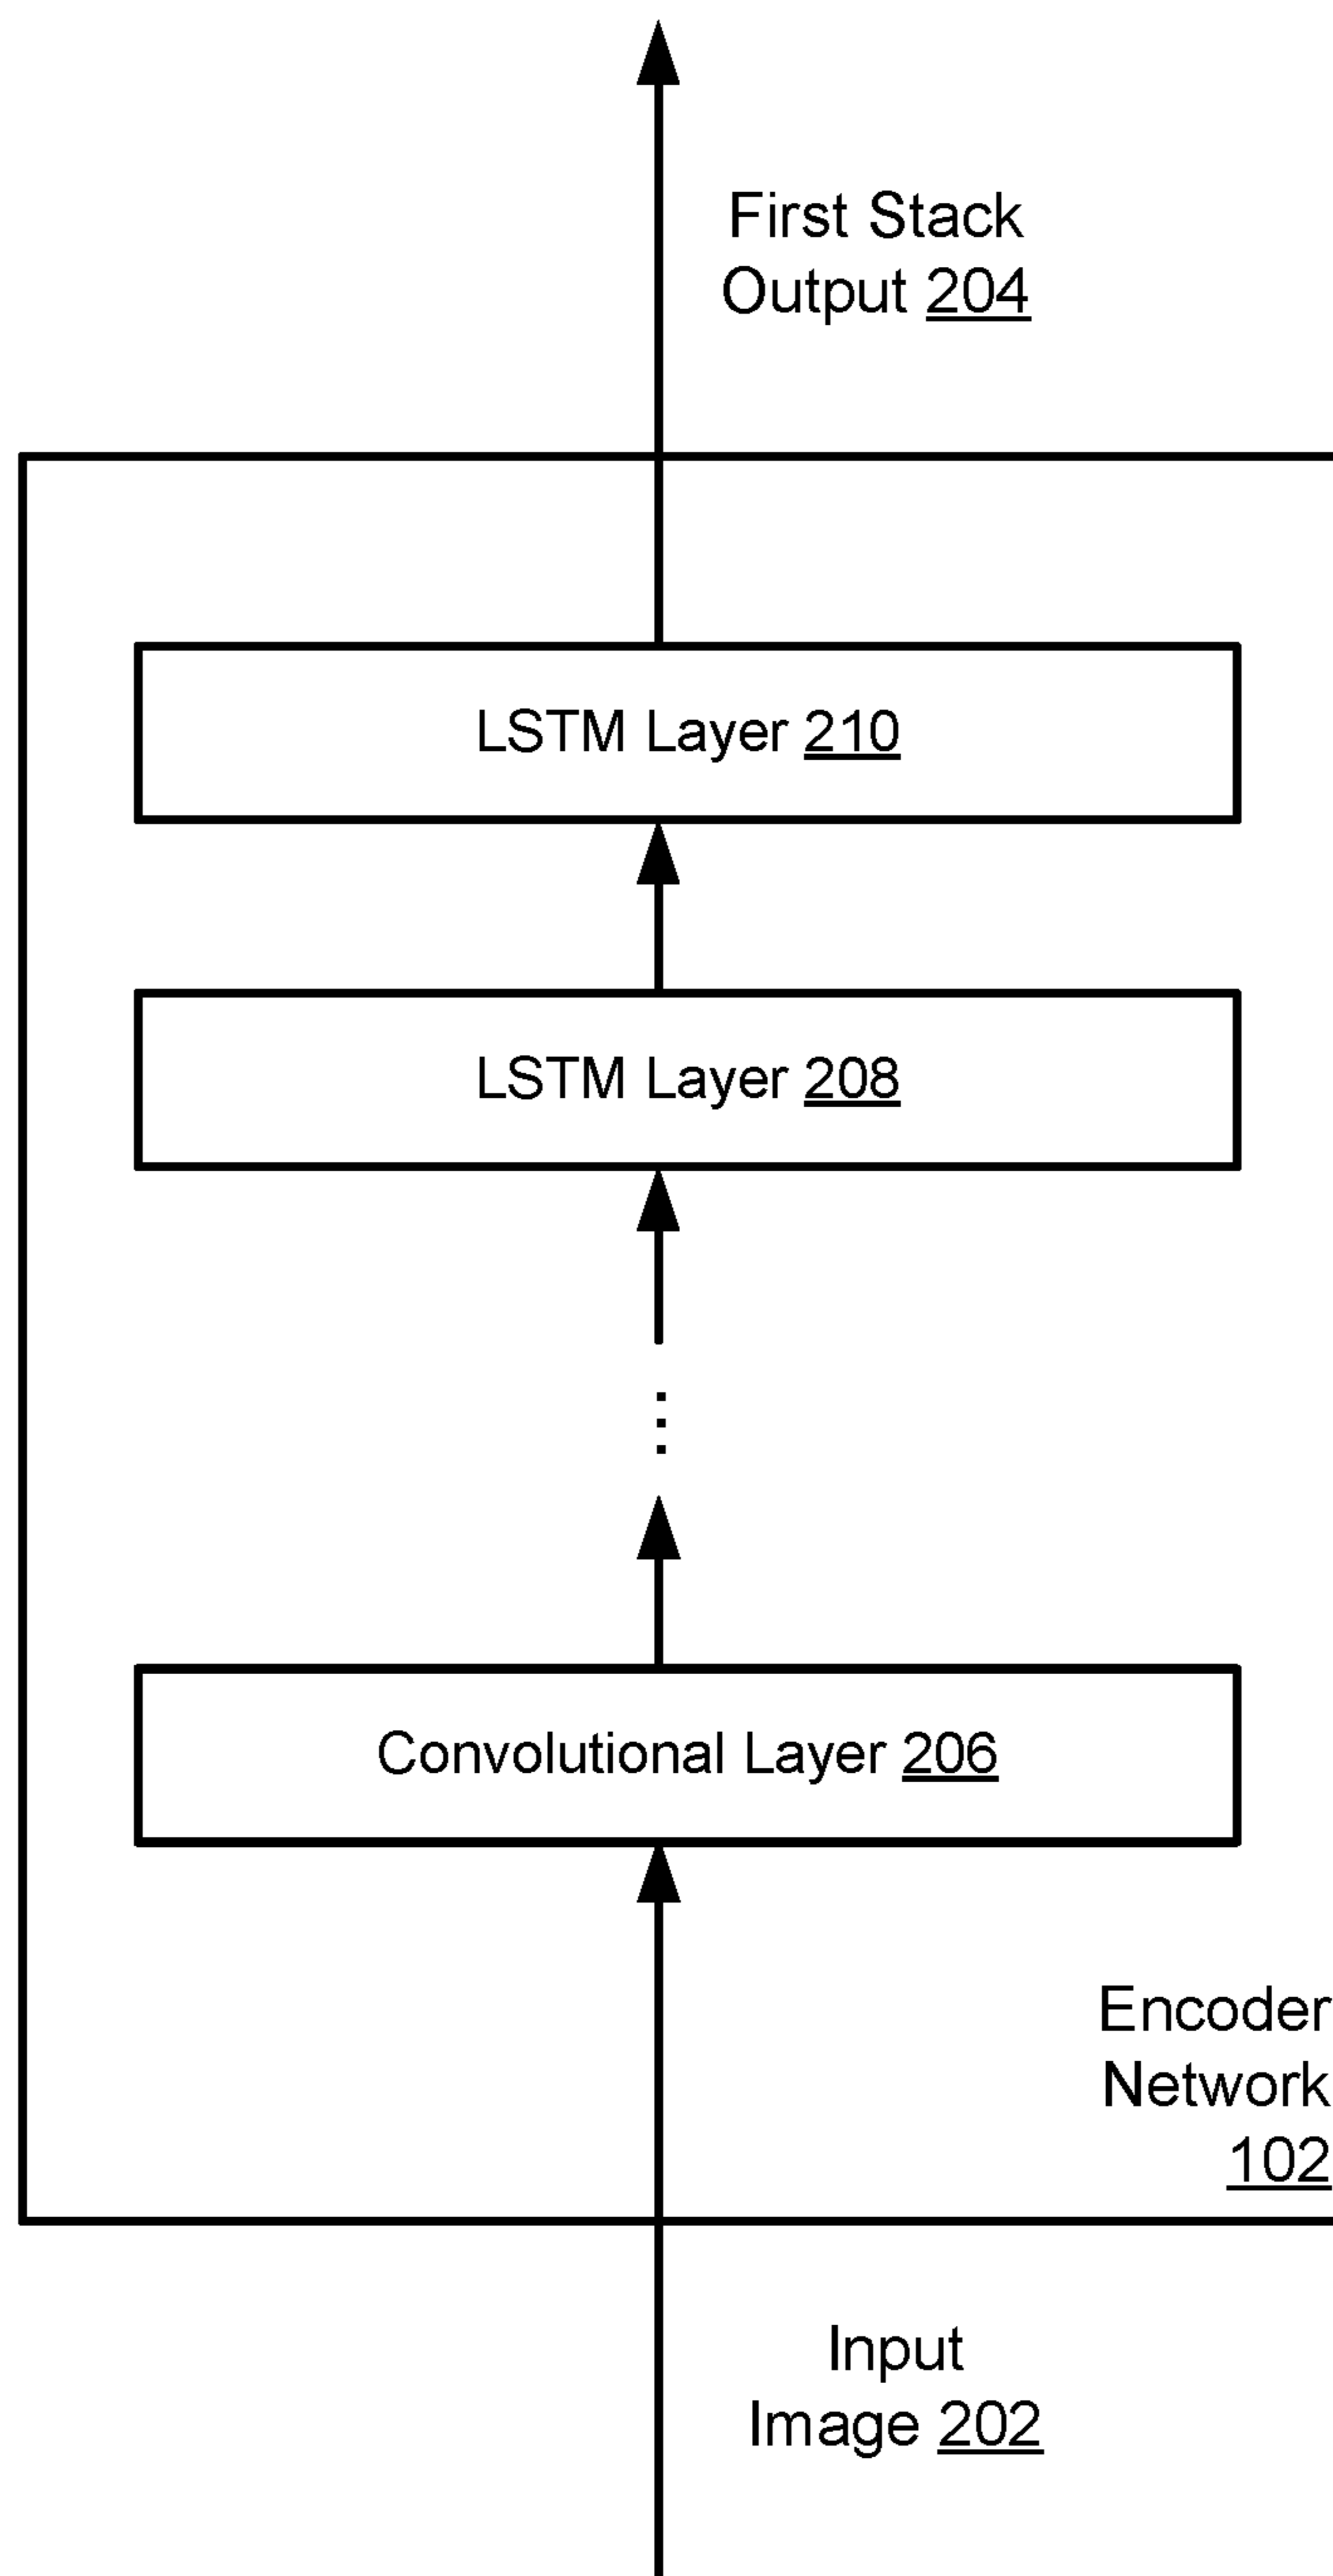 First Stack
Output 204
LSTM Layer 210
LSTM Layer 208
Convolutional Layer 206
Encoder
Network
102
Input
Image 202